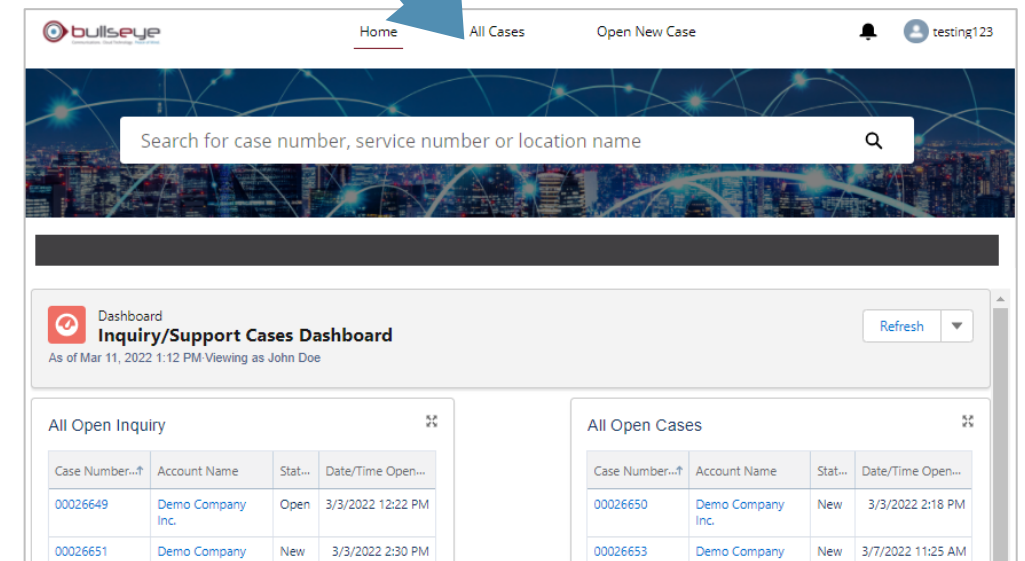 bullseye
Home All Cases Open New Case testing123
Search for case number, service number or location name
Dashboard
Inquiry/Support Cases Dashboard
As of Mar 11, 2022 1:12 PM·Viewing as John Doe
Refresh
All Open Inquiry
Case Number...↑ Account Name Stat... Date/Time Open...
00026649 Demo Company Inc. Open 3/3/2022 12:22 PM
00026651 Demo Company New 3/3/2022 2:30 PM
All Open Cases
Case Number...↑ Account Name Stat... Date/Time Open...
00026650 Demo Company Inc. New 3/3/2022 2:18 PM
00026653 Demo Company New 3/7/2022 11:25 AM